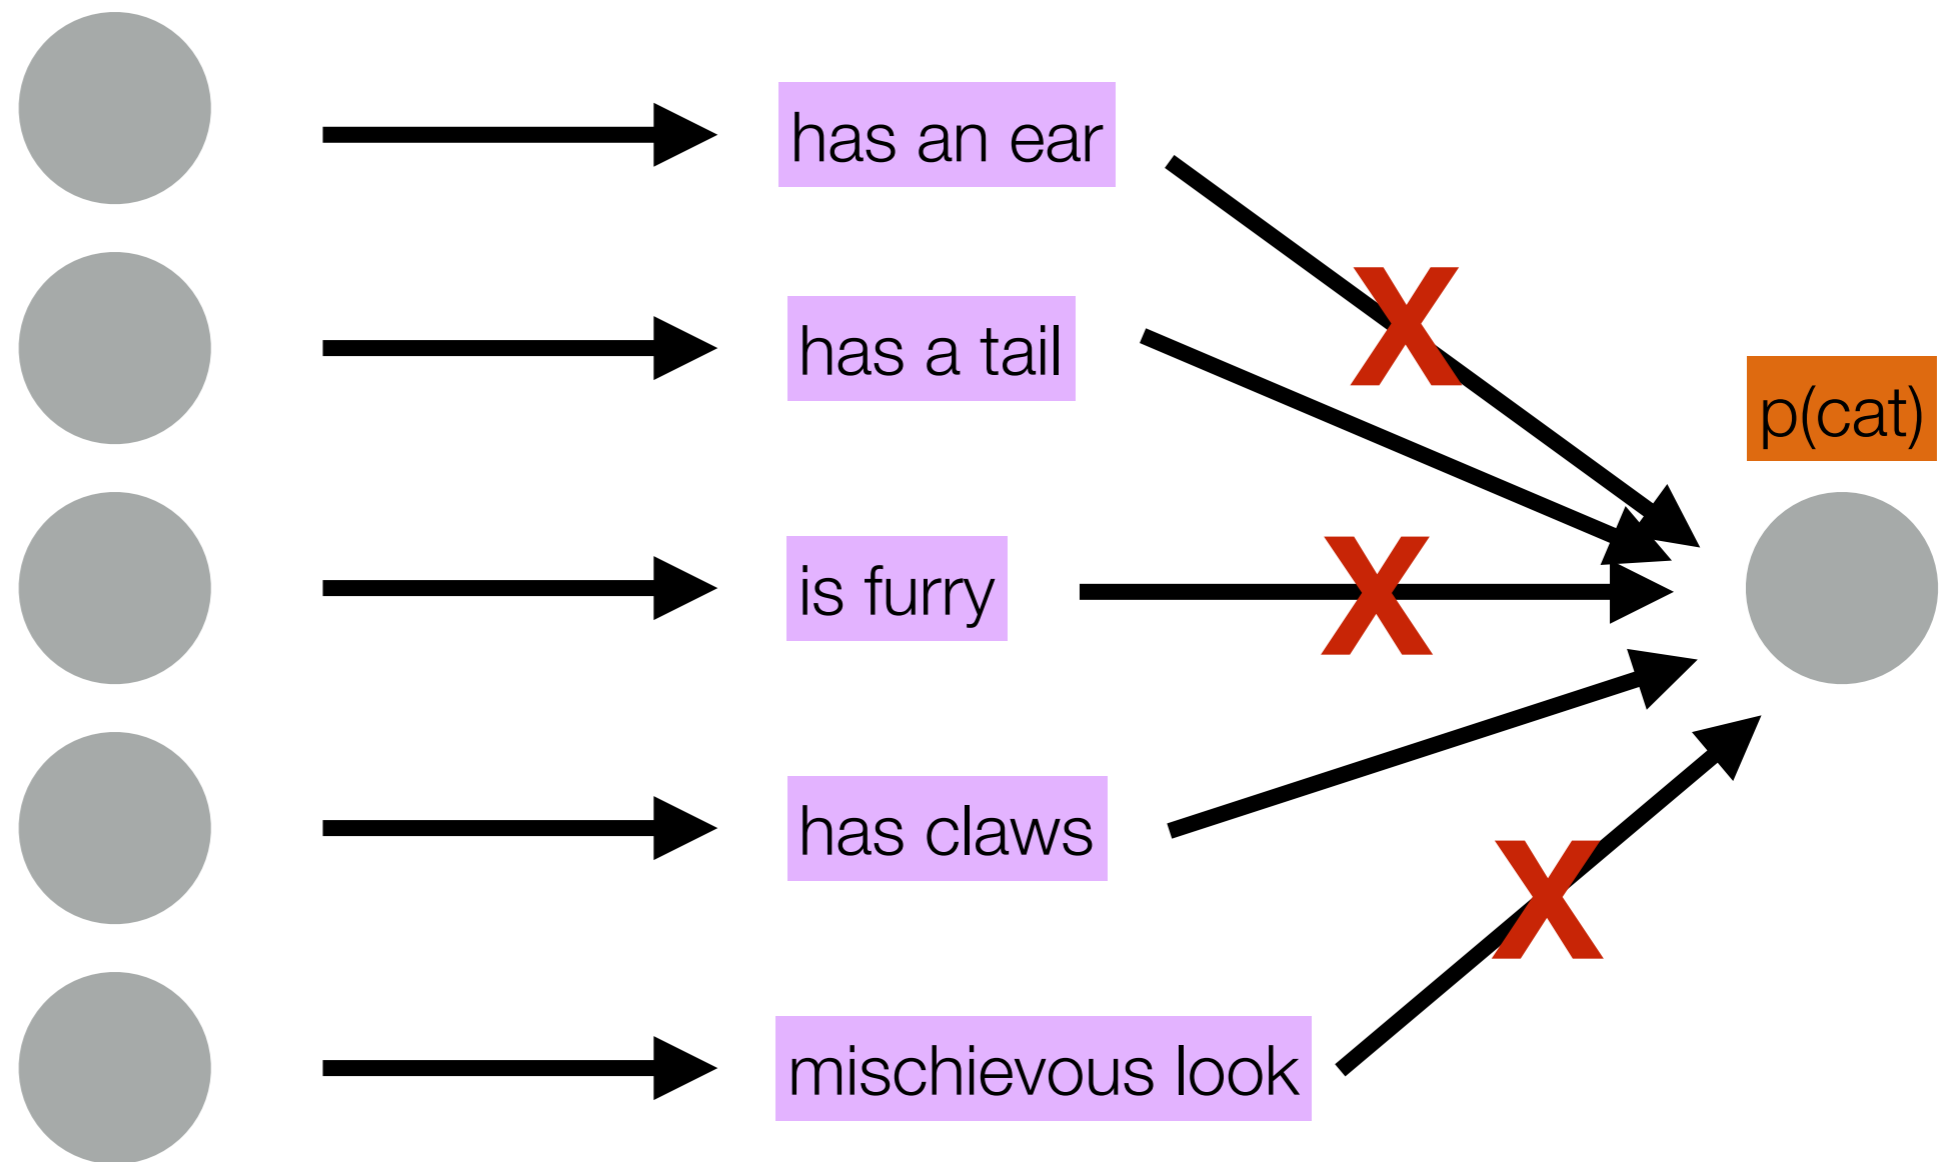 has an ear
X
has a tail
p(cat)
is furry
X
has claws
X
mischievous look